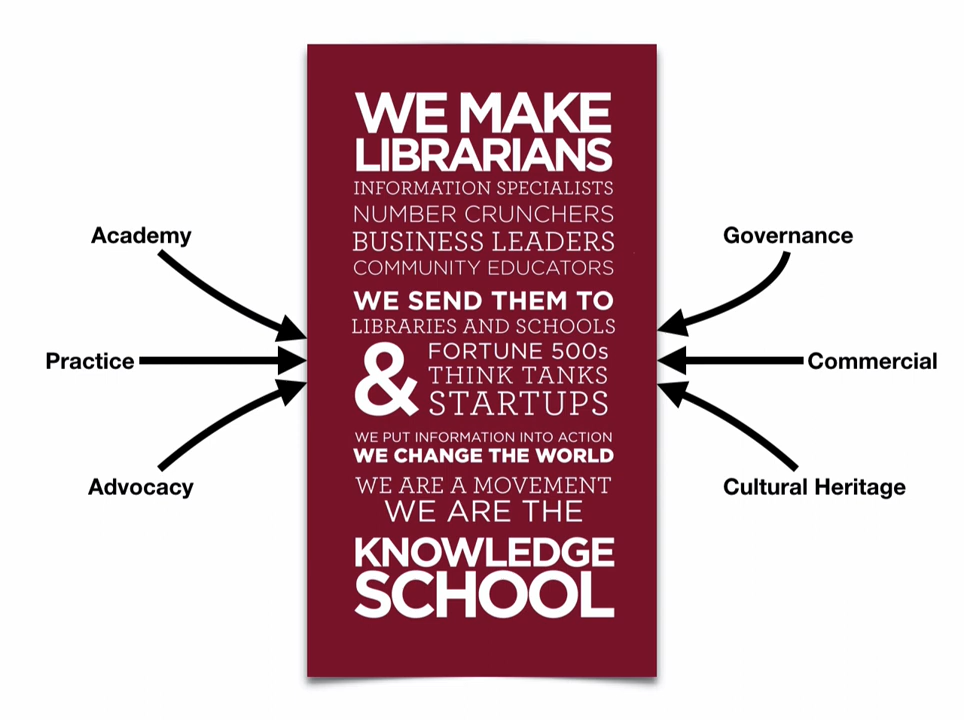 WE MAKE
LIBRARIANS
INFORMATION SPECIALISTS
NUMBER CRUNCHERS
BUSINESS LEADERS
COMMUNITY EDUCATORS
WE SEND THEM TO
LIBRARIES AND SCHOOLS
& FORTUNE 500s
THINK TANKS
STARTUPS
WE PUT INFORMATION INTO ACTION
WE CHANGE THE WORLD
WE ARE A MOVEMENT
WE ARE THE
KNOWLEDGE
SCHOOL
Academy
Practice
Advocacy
Governance
Commercial
Cultural Heritage